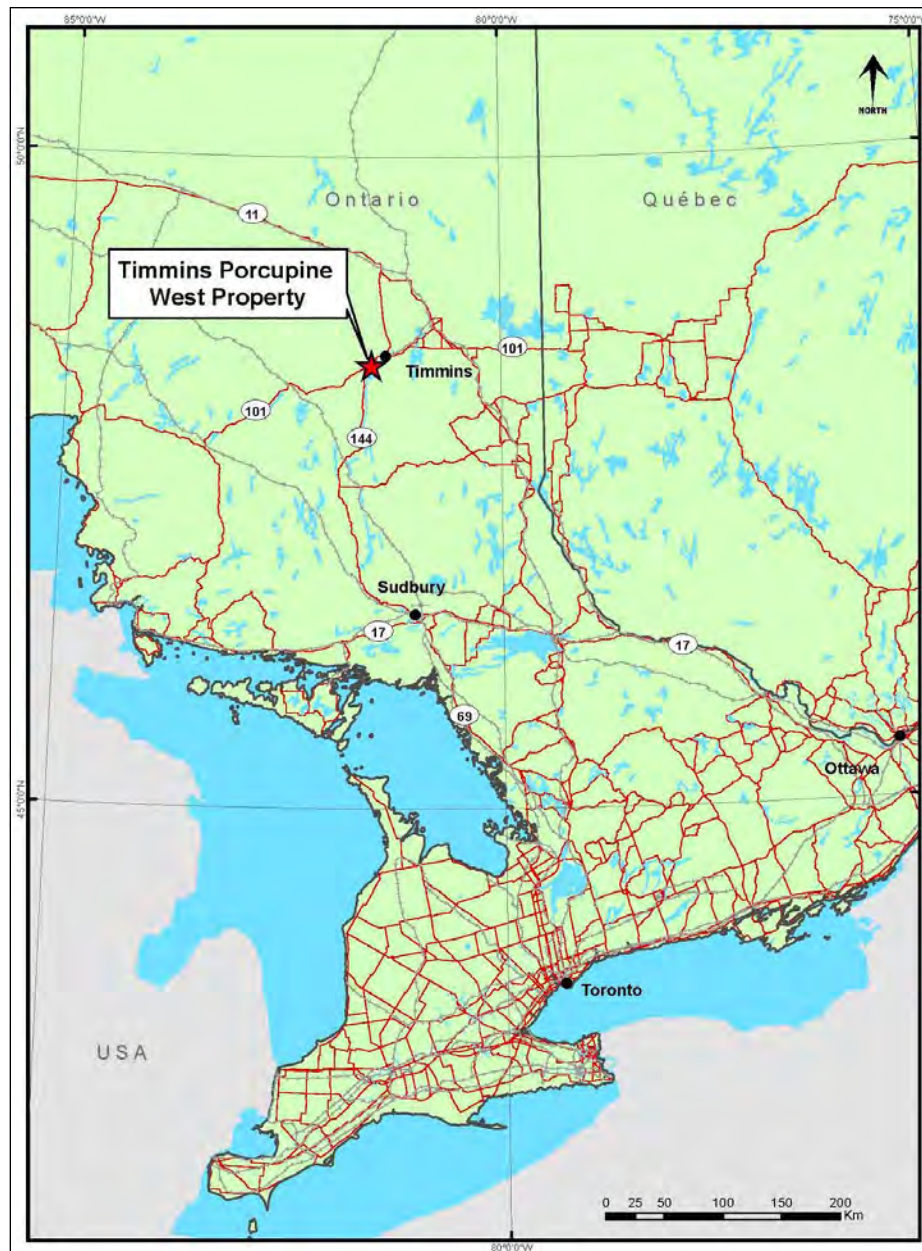 85°0'0"W
80°0'0"W
75°0'0"W
NORTH
50°0'0"N
Ontario
Québec
11
Timmins Porcupine
West Property
101
Timmins
101
144
Sudbury
17
17
69
Ottawa
45°0'0"N
Toronto
USA
0 25 50 100 150 200
Km
80°0'0"W